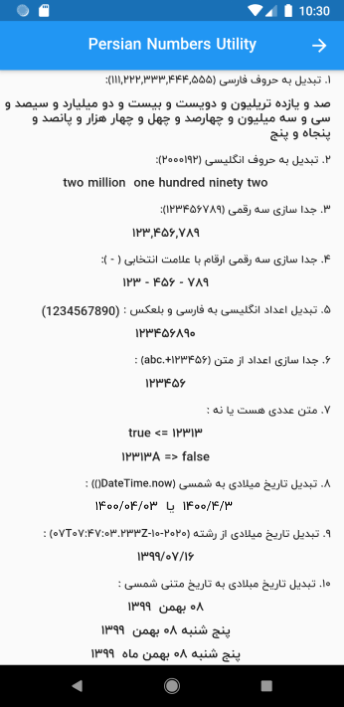 10:30
Persian Numbers Utility
۱. تبدیل به حروف فارسی (۱۱۱,۲۲۲,۳۳۳,۴۴۴,۵۵۵):
صد و یازده تریلیون و دویست و بیست و دو میلیارد و سیصد و
سی و سه میلیون و چهارصد و چهل و چهار هزار و پانصد و
پنجاه و پنج
۲. تبدیل به حروف انگلیسی (۲۰۰۰۱۹۲):
two million one hundred ninety two
۳. جدا سازی سه رقمی (۱۲۳۴۵۶۷۸۹):
۱۲۳,۴۵۶,۷۸۹
۴. جدا سازی سه رقمی ارقام با علامت انتخابی ( - ):
۱۲۳ - ۴۵۶ - ۷۸۹
۵. تبدیل اعداد انگلیسی به فارسی و بلعکس : (1234567890)
۱۲۳۴۵۶۸۹۰
۶. جدا سازی اعداد از متن (abc.+۱۲۳۴۵۶) :
۱۲۳۴۵۶
۷. متن عددی هست یا نه :
true <= ۱۲۳۱۳
۱۲۳۱۳A => false
۸. تبدیل تاریخ میلادی به شمسی (DateTime.now()) :
۱۴۰۰/۴/۳ یا ۱۴۰۰/۰۴/۰۳
۹. تبدیل تاریخ میلادی از رشته (۰۷T۰۷:۴۷:۰۳.۲۳۳Z-۱۰-۲۰۲۰) :
۱۳۹۹/۰۷/۱۶
۱۰. تبدیل تاریخ میلادی به تاریخ متنی شمسی :
۰۸ بهمن ۱۳۹۹
پنج شنبه ۰۸ بهمن ۱۳۹۹
پنج شنبه ۰۸ بهمن ماه ۱۳۹۹